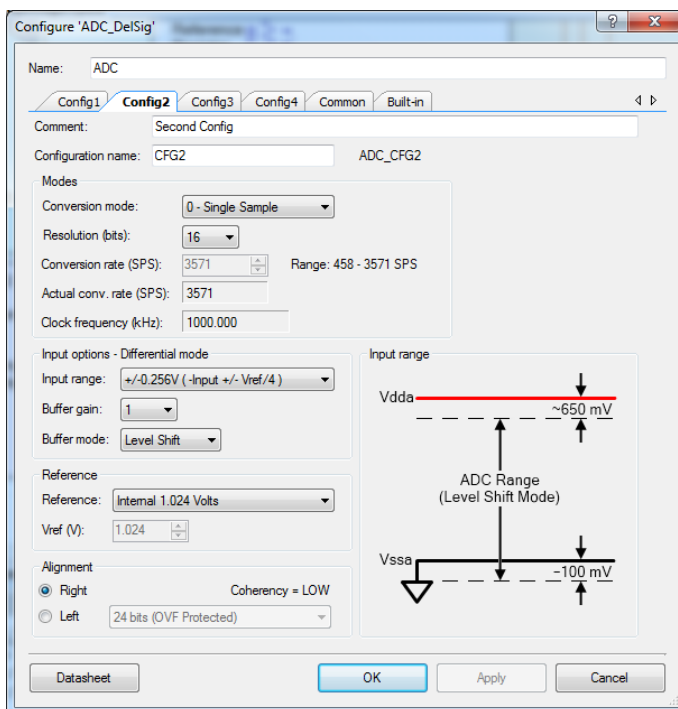 Configure 'ADC_DelSig'
Name: ADC
Config1 Config2 Config3 Config4 Common Built-in
Comment: Second Config
Configuration name: CFG2 ADC_CFG2
Modes
Conversion mode: 0 - Single Sample
Resolution (bits): 16
Conversion rate (SPS): 3571 Range: 458 - 3571 SPS
Actual conv. rate (SPS): 3571
Clock frequency (kHz): 1000.000
Input options - Differential mode
Input range: +/-0.256V ( -Input +/- Vref/4 )
Buffer gain: 1
Buffer mode: Level Shift
Reference
Reference: Internal 1.024 Volts
Vref (V): 1.024
Alignment
Right Coherency = LOW
Left 24 bits (OVF Protected)
Input range
Vdda
~650 mV
ADC Range
(Level Shift Mode)
Vssa
~100 mV
Datasheet OK Apply Cancel